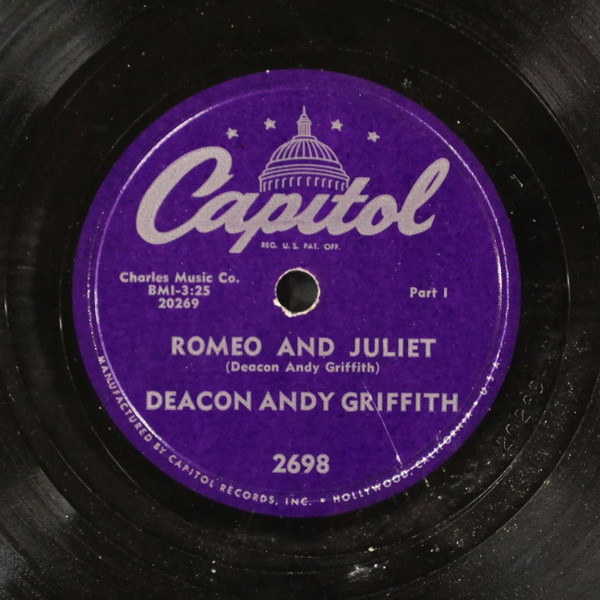 Capitol
REG. U.S. PAT. OFF.
Charles Music Co.
BMI-3:25
20269
Part I
ROMEO AND JULIET
(Deacon Andy Griffith)
DEACON ANDY GRIFFITH
2698
MANUFACTURED BY CAPITOL RECORDS, INC. • HOLLYWOOD, CALIFORNIA, U.S.A.